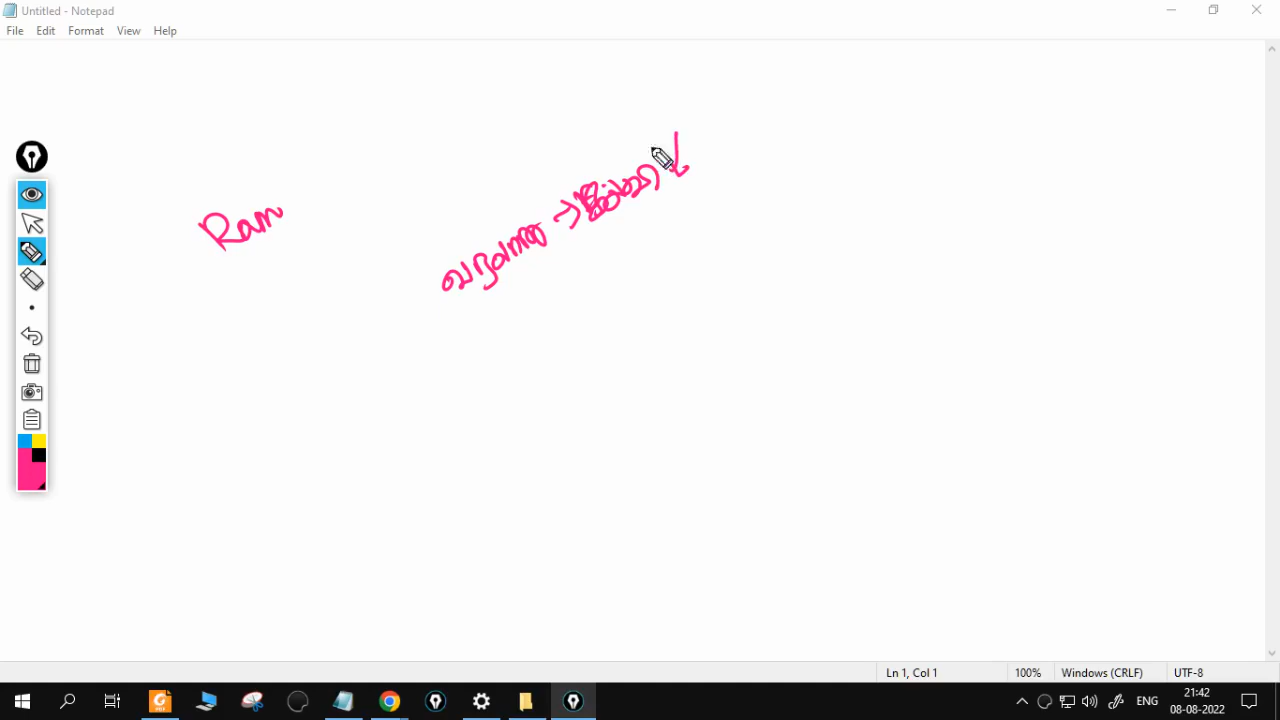 Untitled - Notepad
File Edit Format View Help
Ram
Ln 1, Col 1 100% Windows (CRLF) UTF-8
ENG 21:42
08-08-2022